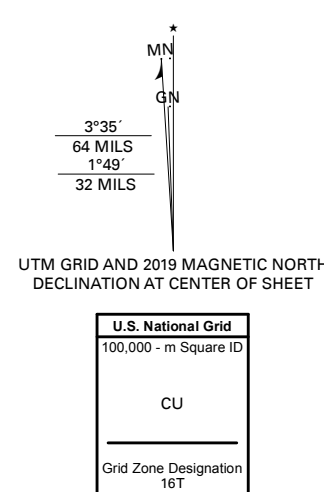 ★
MN
GN
3°35´
64 MILS
1°49´
32 MILS
UTM GRID AND 2019 MAGNETIC NORTH
DECLINATION AT CENTER OF SHEET
U.S. National Grid
100,000 - m Square ID
CU
Grid Zone Designation
16T